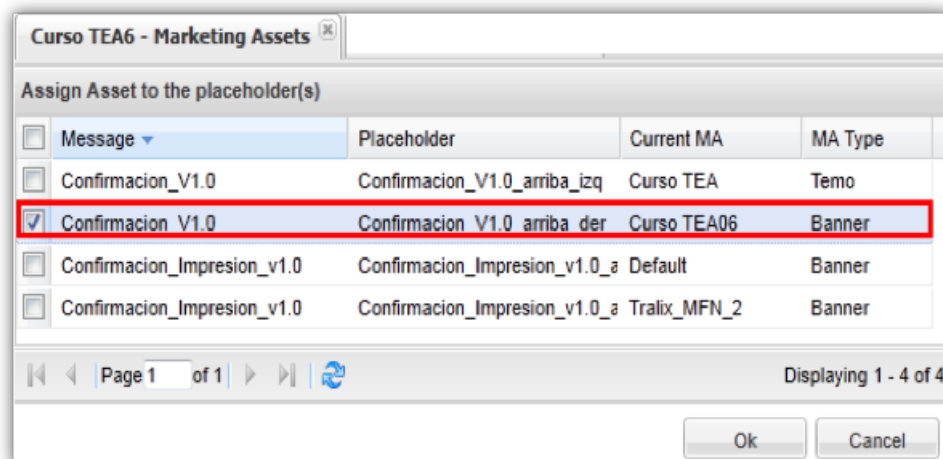 Curso TEA6 - Marketing Assets
Assign Asset to the placeholder(s)
Message Placeholder Current MA MA Type
Confirmacion_V1.0 Confirmacion_V1.0_arriba_izq Curso TEA Temo
Confirmacion_V1.0 Confirmacion_V1.0_arriba_der Curso TEA06 Banner
Confirmacion_Impresion_v1.0 Confirmacion_Impresion_v1.0_a Default Banner
Confirmacion_Impresion_v1.0 Confirmacion_Impresion_v1.0_a Tralix_MFN_2 Banner
Page 1 of 1 Displaying 1 - 4 of 4
Ok Cancel